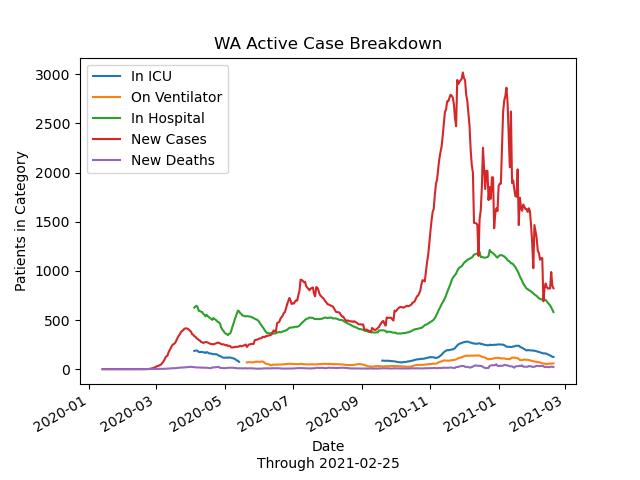 WA Active Case Breakdown
In ICU
On Ventilator
In Hospital
New Cases
New Deaths
Patients in Category
3000
2500
2000
1500
1000
500
0
2020-01
2020-03
2020-05
2020-07
2020-09
2020-11
2021-01
2021-03
Date
Through 2021-02-25